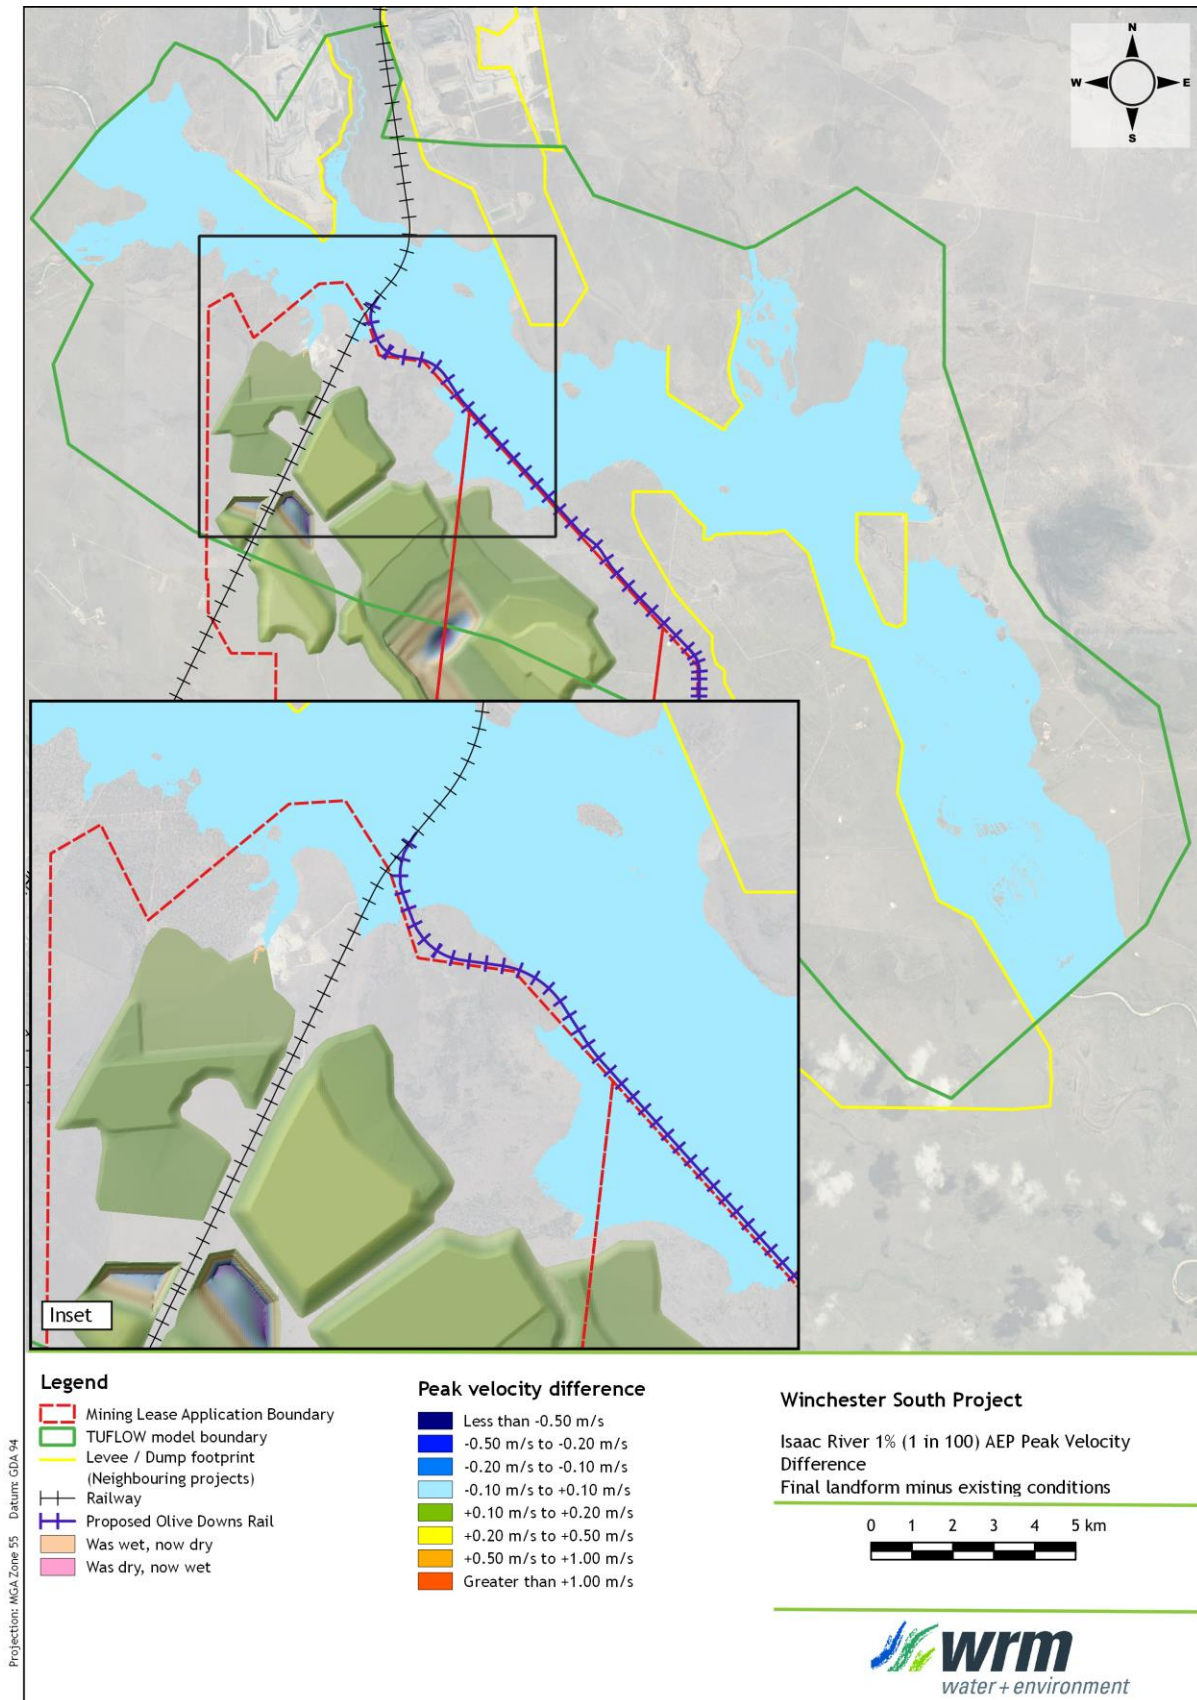 N
W
E
S
Inset
Legend
Mining Lease Application Boundary
TUFLOW model boundary
Levee / Dump footprint
(Neighbouring projects)
Railway
Proposed Olive Downs Rail
Was wet, now dry
Was dry, now wet
Peak velocity difference
Less than -0.50 m/s
-0.50 m/s to -0.20 m/s
-0.20 m/s to -0.10 m/s
-0.10 m/s to +0.10 m/s
+0.10 m/s to +0.20 m/s
+0.20 m/s to +0.50 m/s
+0.50 m/s to +1.00 m/s
Greater than +1.00 m/s
Winchester South Project
Isaac River 1% (1 in 100) AEP Peak Velocity
Difference
Final landform minus existing conditions
0 1 2 3 4 5 km
wrm
water + environment
Projection: MGA Zone 55 Datum: GDA 94